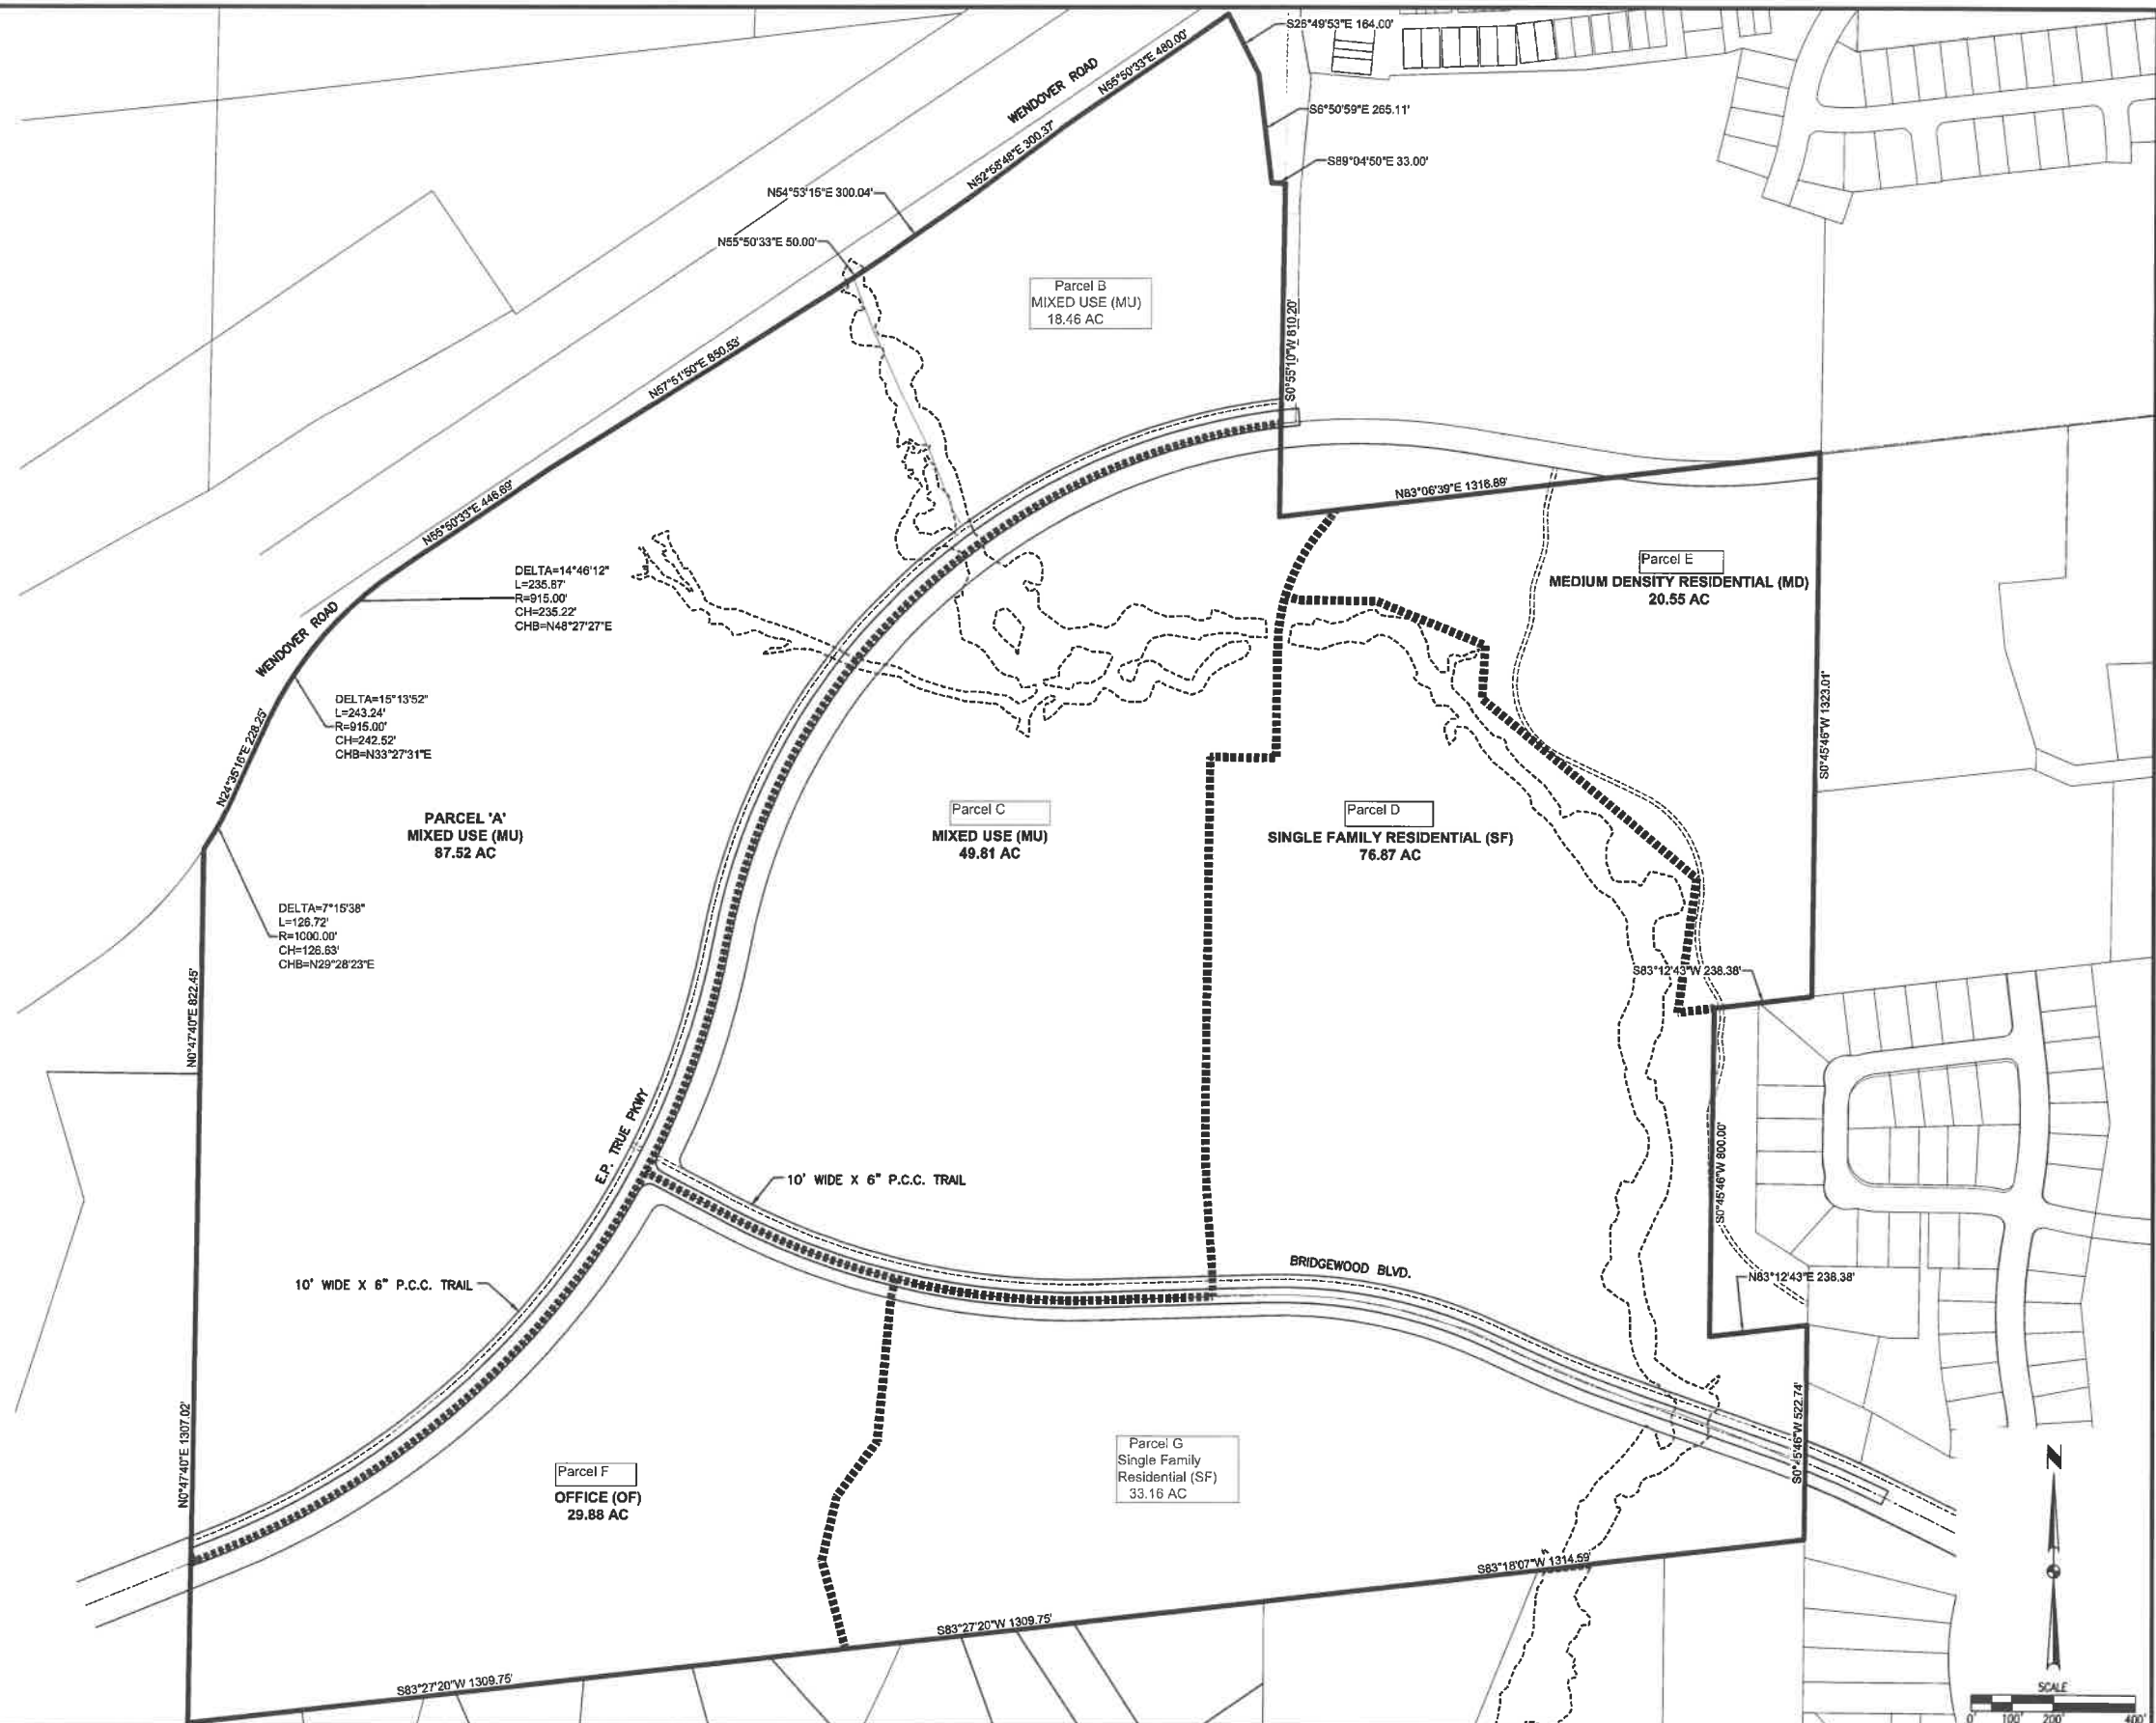 S26°49'53"E 164.00'
WENDOVER ROAD
N55°50'33"E 480.00'
S6°50'59"E 265.11'
N52°58'48"E 300.37'
S89°04'50"E 33.00'
N54°53'15"E 300.04'
N55°50'33"E 50.00'
Parcel B
MIXED USE (MU)
18.46 AC
S0°55'10"W 810.20'
N57°51'50"E 650.53'
N55°50'33"E 446.69'
N83°06'39"E 1316.89'
DELTA=14°46'12"
L=235.87'
R=915.00'
CH=235.22'
CHB=N48°27'27"E
Parcel E
MEDIUM DENSITY RESIDENTIAL (MD)
20.55 AC
WENDOVER ROAD
DELTA=15°13'52"
L=243.24'
R=915.00'
CH=242.52'
CHB=N33°27'31"E
N24°35'16"E 228.25'
S0°45'46"W 1323.01'
PARCEL 'A'
MIXED USE (MU)
87.52 AC
Parcel C
MIXED USE (MU)
49.81 AC
Parcel D
SINGLE FAMILY RESIDENTIAL (SF)
76.87 AC
DELTA=7°15'38"
L=126.72'
R=1000.00'
CH=126.63'
CHB=N29°28'23"E
S83°12'43"W 238.38'
N0°47'40"E 822.45'
E.P. TRUE PKWY
10' WIDE X 6" P.C.C. TRAIL
S0°45'46"W 800.00'
BRIDGEWOOD BLVD.
N83°12'43"E 238.38'
10' WIDE X 6" P.C.C. TRAIL
N0°47'40"E 1307.02'
S0°45'46"W 522.74'
Parcel F
OFFICE (OF)
29.88 AC
Parcel G
Single Family
Residential (SF)
33.16 AC
N
S83°18'07"W 1314.59'
S83°27'20"W 1309.75'
S83°27'20"W 1309.75'
SCALE
0' 100' 200' 400'